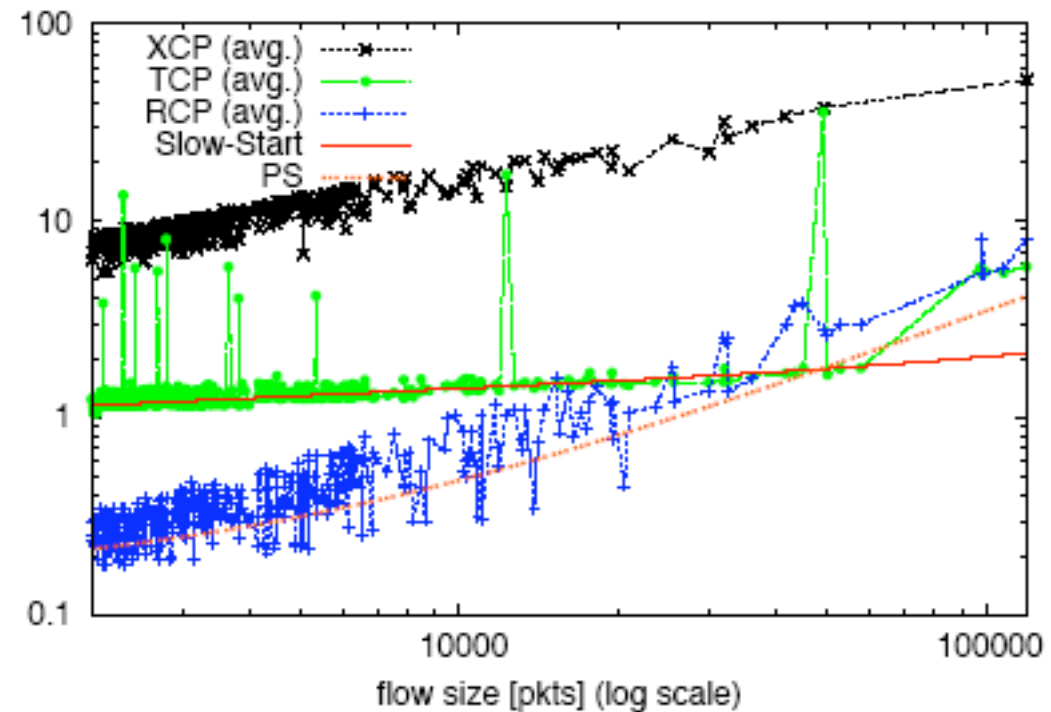 100
XCP (avg.)
TCP (avg.)
RCP (avg.)
Slow-Start
PS
10
1
0.1
10000
100000
flow size [pkts] (log scale)